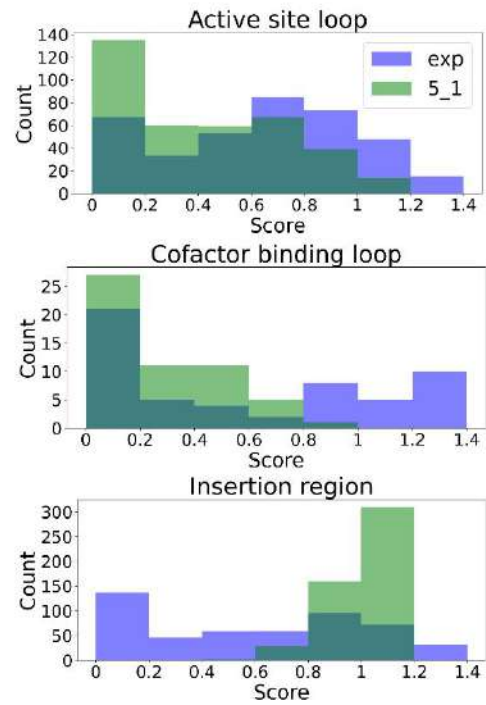 Active site loop
140
120
100
80
60
40
20
0
Count
exp
5_1
0 0.2 0.4 0.6 0.8 1 1.2 1.4
Score
Cofactor binding loop
25
20
15
10
5
0
Count
0 0.2 0.4 0.6 0.8 1 1.2 1.4
Score
Insertion region
300
250
200
150
100
50
0
Count
0 0.2 0.4 0.6 0.8 1 1.2 1.4
Score